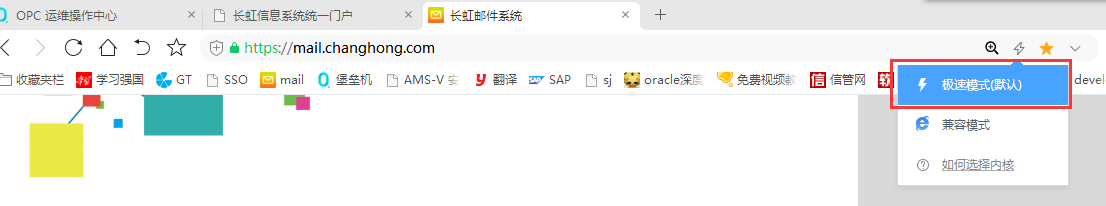 OPC 运维操作中心 长虹信息系统统一门户 长虹邮件系统
https://mail.changhong.com
收藏夹栏 学习强国 GT SSO mail 堡垒机 AMS-V 安 翻译 SAP sj oracle深度 免费视频教 信 信管网 软 devel
极速模式(默认)
兼容模式
如何选择内核